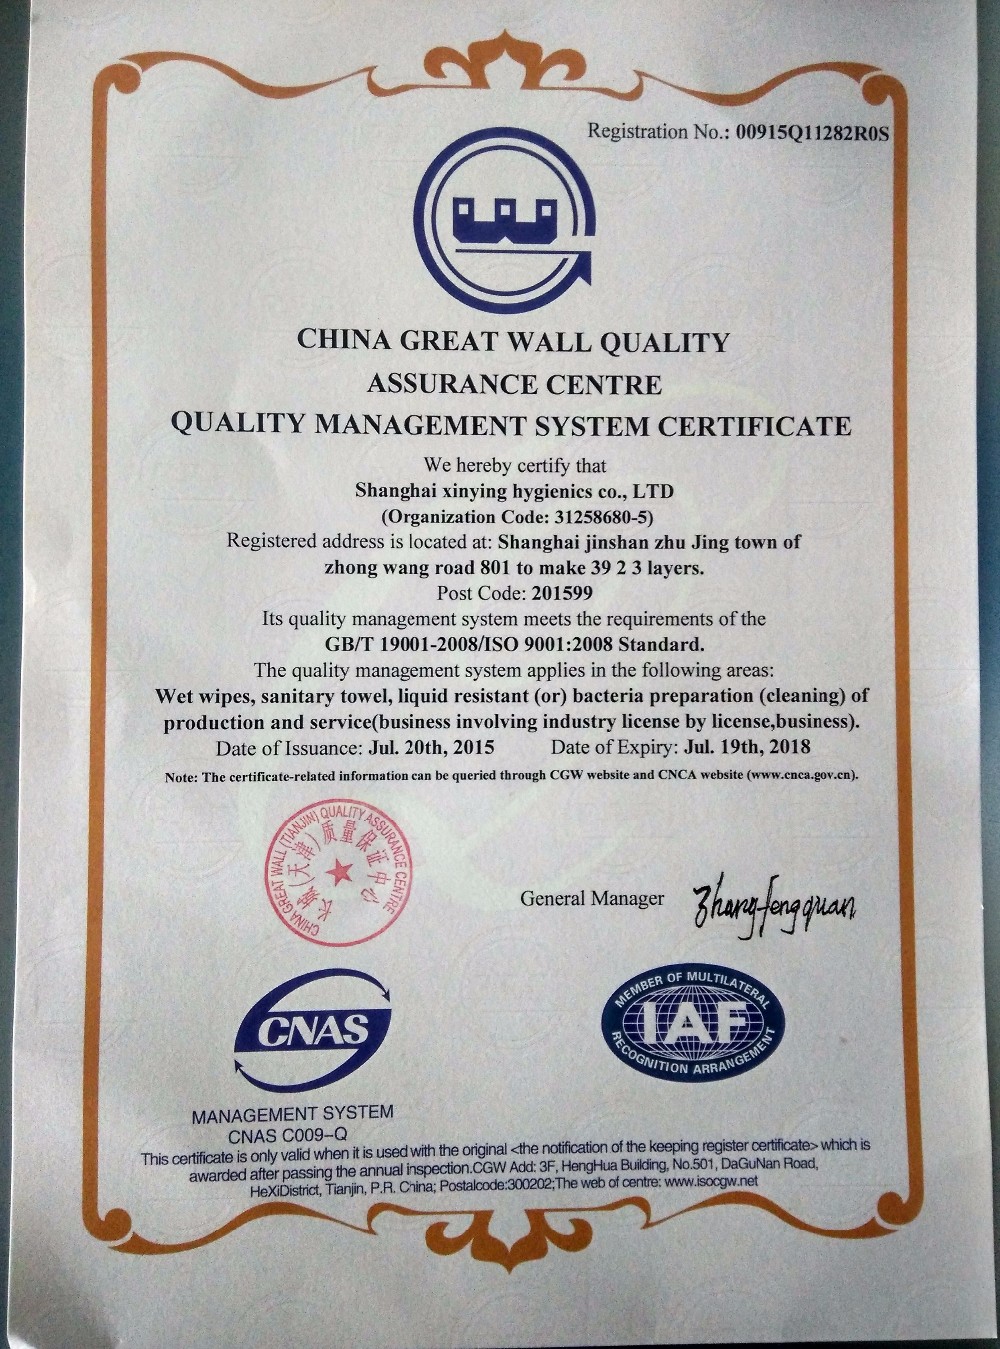 Registration No.: 00915Q11282R0S
CHINA GREAT WALL QUALITY
ASSURANCE CENTRE
QUALITY MANAGEMENT SYSTEM CERTIFICATE
We hereby certify that
Shanghai xinying hygienics co., LTD
(Organization Code: 31258680-5)
Registered address is located at: Shanghai jinshan zhu Jing town of
zhong wang road 801 to make 39 2 3 layers.
Post Code: 201599
Its quality management system meets the requirements of the
GB/T 19001-2008/ISO 9001:2008 Standard.
The quality management system applies in the following areas:
Wet wipes, sanitary towel, liquid resistant (or) bacteria preparation (cleaning) of
production and service(business involving industry license by license,business).
Date of Issuance: Jul. 20th, 2015 Date of Expiry: Jul. 19th, 2018
Note: The certificate-related information can be queried through CGW website and CNCA website (www.cnca.gov.cn).
CHINA GREAT WALL (TIANJIN) QUALITY ASSURANCE CENTRE
长城(天津)质量保证中心
General Manager Zhangfengquan
CNAS
MEMBER OF MULTILATERAL
IAF
RECOGNITION ARRANGEMENT
MANAGEMENT SYSTEM
CNAS C009-Q
This certificate is only valid when it is used with the original <the notification of the keeping register certificate> which is
awarded after passing the annual inspection.CGW Add: 3F, HengHua Building, No.501, DaGuNan Road,
HeXiDistrict, Tianjin, P.R. China; Postalcode:300202;The web of centre: www.isocgw.net